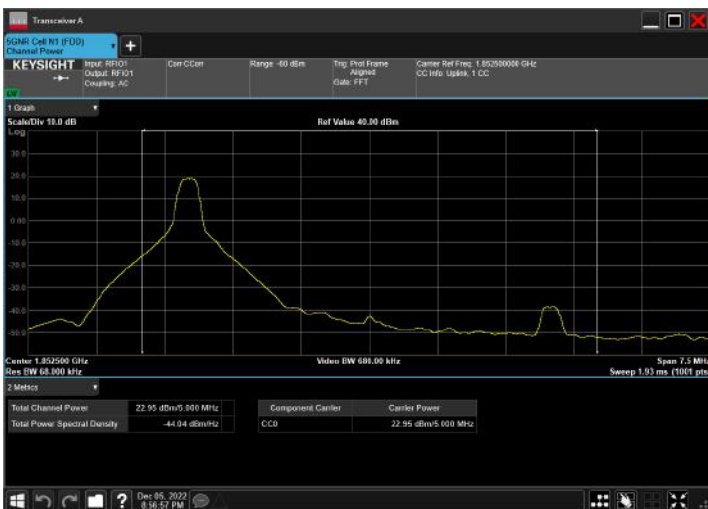 Transceiver A
5GNR Cell N1 (FDD)
Channel Power
KEYSIGHT
Input: RFIO1
Output: RFIO1
Coupling: AC
Corr CCorr
Range: -60 dBm
Trig: Prot Frame
Aligned
Gate: FFT
Carrier Ref Freq: 1.852500000 GHz
CC Info: Uplink, 1 CC
1 Graph
Scale/Div 10.0 dB
Ref Value 40.00 dBm
Log
30.0
20.0
10.0
0.00
-10.0
-20.0
-30.0
-40.0
-50.0
Center 1.852500 GHz
Video BW 680.00 kHz
Span 7.5 MHz
Res BW 68.000 kHz
Sweep 1.93 ms (1001 pts
2 Metrics
Total Channel Power 22.95 dBm/5.000 MHz
Total Power Spectral Density -44.04 dBm/Hz
Component Carrier Carrier Power
CC0 22.95 dBm/5.000 MHz
Dec 05, 2022
8:56:57 PM